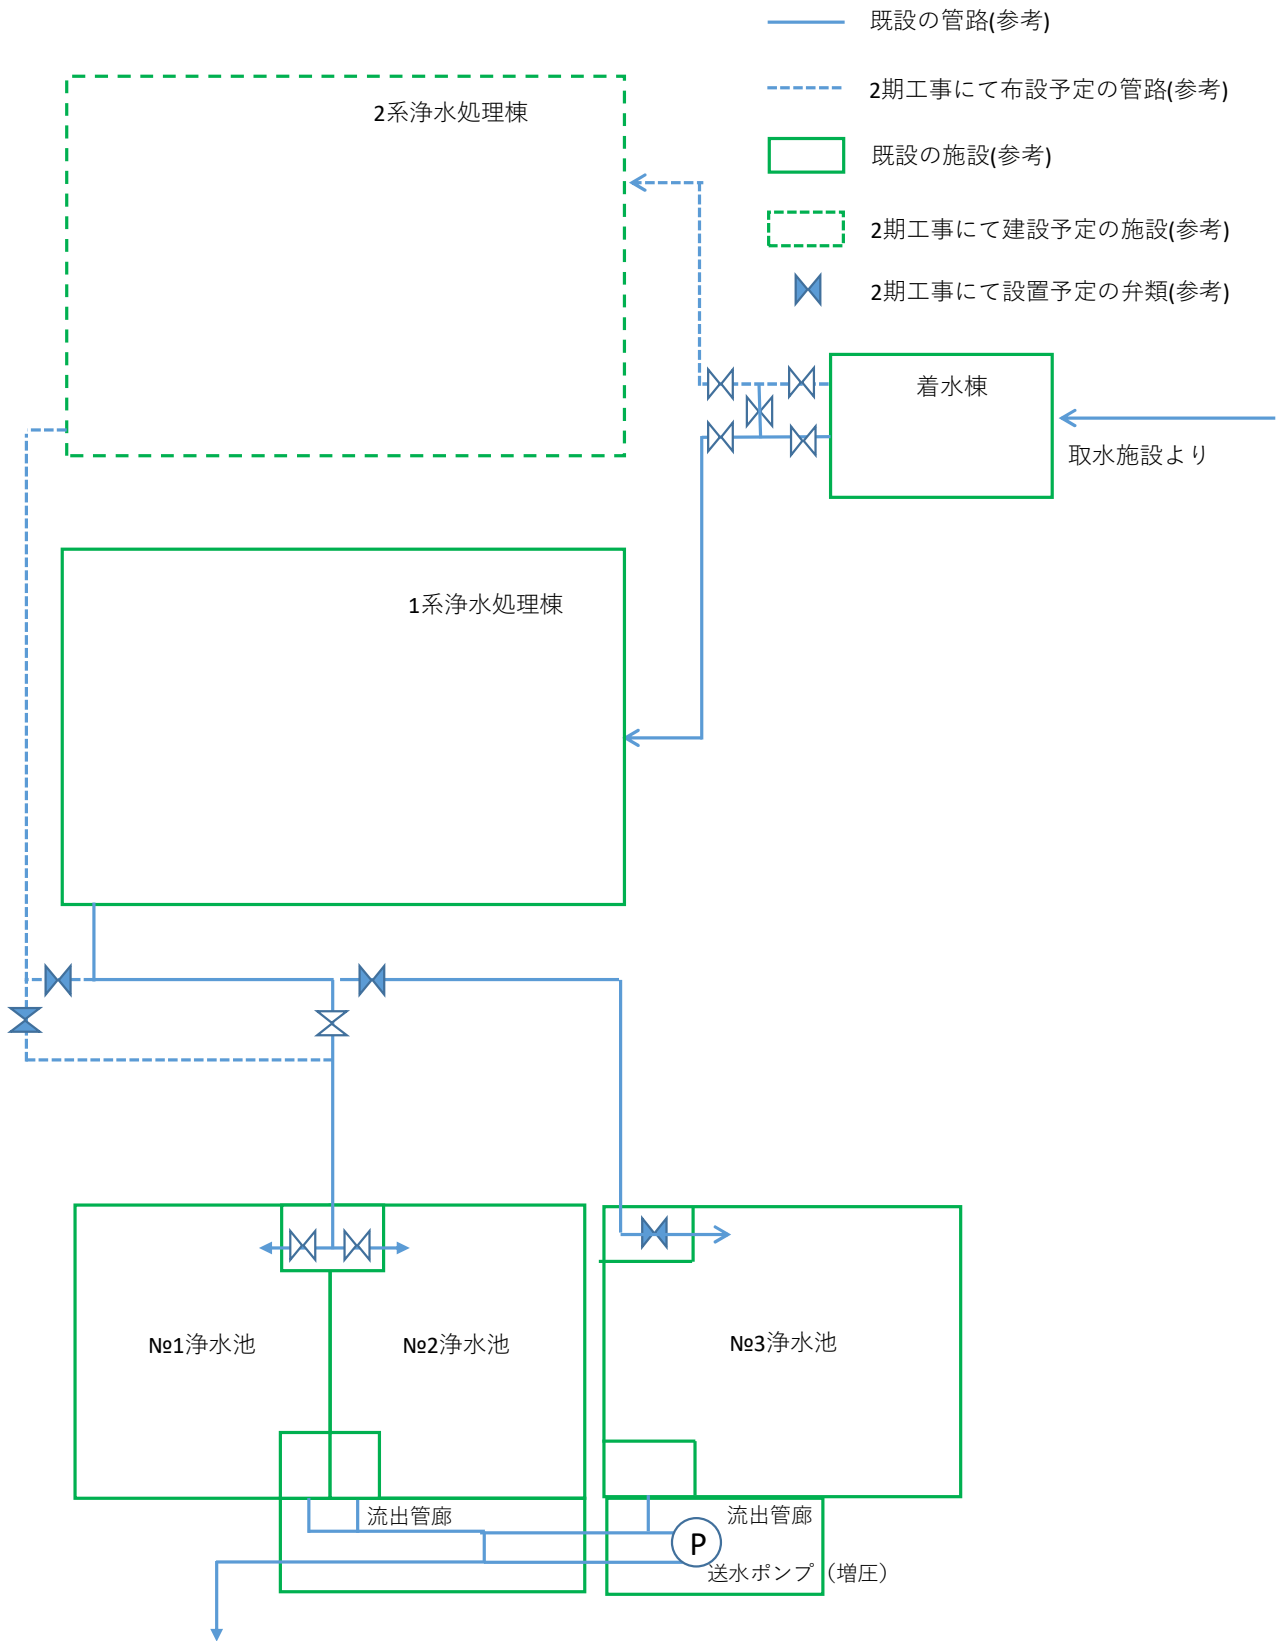 既設の管路(参考)
2期工事にて布設予定の管路(参考)
2系浄水処理棟
既設の施設(参考)
2期工事にて建設予定の施設(参考)
2期工事にて設置予定の弁類(参考)
着水棟
取水施設より
1系浄水処理棟
№1浄水池
№2浄水池
№3浄水池
流出管廊
流出管廊
P
送水ポンプ（増圧）